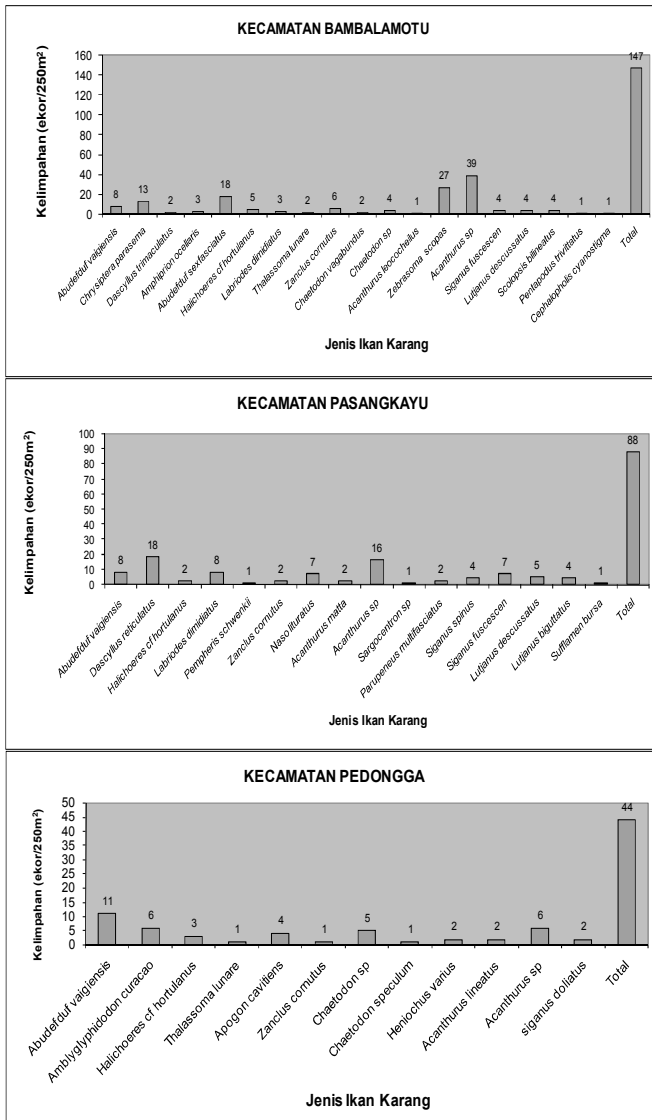 KECAMATAN BAMBALAMOTU
Kelimpahan (ekor/250m²)
160
140
120
100
80
60
40
20
0
8
13
2
3
18
5
3
2
6
2
4
1
27
39
4
4
4
1
1
147
Abudefduf vaigiensis
Chrysiptera parasema
Dascyllus trimaculatus
Amphiprion ocellaris
Abudefduf sexfasciatus
Halichoeres cf hortulanus
Labriodes dimidiatus
Thalassoma lunare
Zanclus cornutus
Chaetodon vagabundus
Chaetodon sp
Acanthurus leococheilus
Zebrasoma scopas
Acanthurus sp
Siganus fuscescen
Lutjanus descussatus
Scolopsis bilineatus
Pentapodus trivittatus
Cephalopholis cyanostigma
Total
Jenis Ikan Karang
KECAMATAN PASANGKAYU
Kelimpahan (ekor/250m²)
100
90
80
70
60
50
40
30
20
10
0
8
18
2
8
1
2
7
2
16
1
2
4
7
5
4
1
88
Abudefduf vaigiensis
Dascyllus reticulatus
Halichoeres cf hortulanus
Labriodes dimidiatus
Pempheris schwenkii
Zanclus cornutus
Naso lituratus
Acanthurus matta
Acanthurus sp
Sargocentron sp
Parupeneus multifasciatus
Siganus spinus
Siganus fuscescen
Lutjanus descussatus
Lutjanus biguttatus
Sufflamen bursa
Total
Jenis Ikan Karang
KECAMATAN PEDONGGA
Kelimpahan (ekor/250m²)
50
45
40
35
30
25
20
15
10
5
0
11
6
3
1
4
1
5
1
2
2
6
2
44
Abudefduf vaigiensis
Amblyglyphidodon curacao
Halichoeres cf hortulanus
Thalassoma lunare
Apogon cavitiens
Zanclus cornutus
Chaetodon sp
Chaetodon speculum
Heniochus varius
Acanthurus lineatus
Acanthurus sp
siganus doliatus
Total
Jenis Ikan Karang